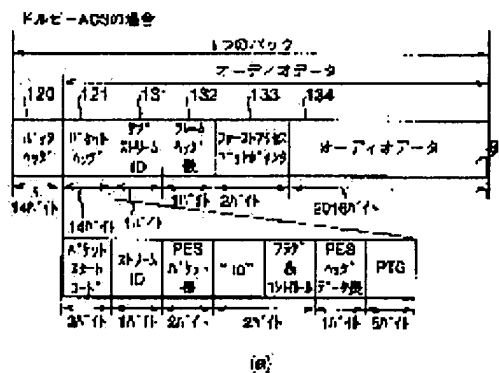 ドルビーAC3の場合
1つのパック
オーディオデータ
120 121 131 132 133 134
パック
ヘッダ
パケット
ヘッダ
サブ
ストリーム
ID
フレーム
ヘッダ
長
ファーストアクセス
ユニットポインタ
オーディオデータ
14バイト
14バイト
1バイト
1バイト
2バイト
2016バイト
パケット
スタート
コード
ストリーム
ID
PES
パケット
長
"10"
フラグ
&
コントロール
PES
ヘッダ
データ長
PTS
3バイト
1バイト
2バイト
2バイト
1バイト
5バイト
(a)